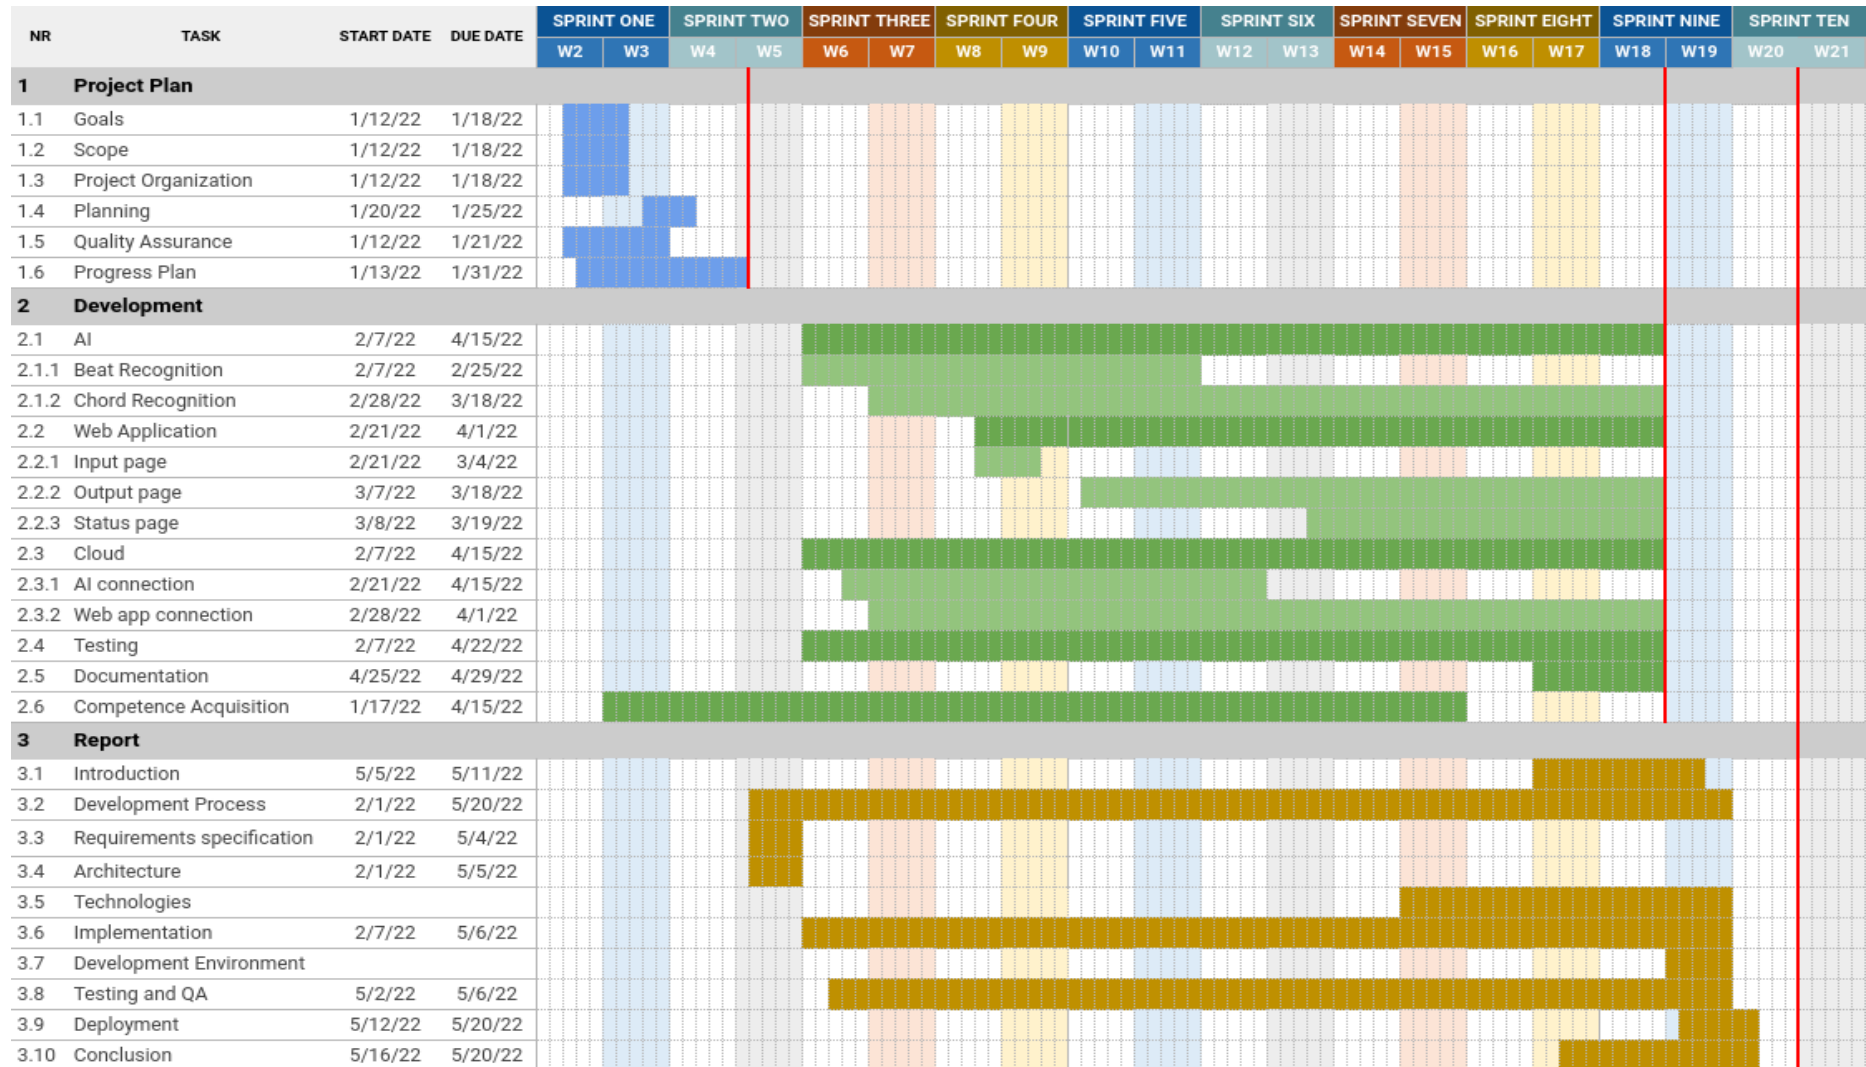 SPRINT ONE SPRINT TWO SPRINT THREE SPRINT FOUR SPRINT FIVE SPRINT SIX SPRINT SEVEN SPRINT EIGHT SPRINT NINE SPRINT TEN
NR TASK START DATE DUE DATE
W2 W3 W4 W5 W6 W7 W8 W9 W10 W11 W12 W13 W14 W15 W16 W17 W18 W19 W20 W21
1 Project Plan
1.1 Goals 1/12/22 1/18/22
1.2 Scope 1/12/22 1/18/22
1.3 Project Organization 1/12/22 1/18/22
1.4 Planning 1/20/22 1/25/22
1.5 Quality Assurance 1/12/22 1/21/22
1.6 Progress Plan 1/13/22 1/31/22
2 Development
2.1 AI 2/7/22 4/15/22
2.1.1 Beat Recognition 2/7/22 2/25/22
2.1.2 Chord Recognition 2/28/22 3/18/22
2.2 Web Application 2/21/22 4/1/22
2.2.1 Input page 2/21/22 3/4/22
2.2.2 Output page 3/7/22 3/18/22
2.2.3 Status page 3/8/22 3/19/22
2.3 Cloud 2/7/22 4/15/22
2.3.1 AI connection 2/21/22 4/15/22
2.3.2 Web app connection 2/28/22 4/1/22
2.4 Testing 2/7/22 4/22/22
2.5 Documentation 4/25/22 4/29/22
2.6 Competence Acquisition 1/17/22 4/15/22
3 Report
3.1 Introduction 5/5/22 5/11/22
3.2 Development Process 2/1/22 5/20/22
3.3 Requirements specification 2/1/22 5/4/22
3.4 Architecture 2/1/22 5/5/22
3.5 Technologies
3.6 Implementation 2/7/22 5/6/22
3.7 Development Environment
3.8 Testing and QA 5/2/22 5/6/22
3.9 Deployment 5/12/22 5/20/22
3.10 Conclusion 5/16/22 5/20/22